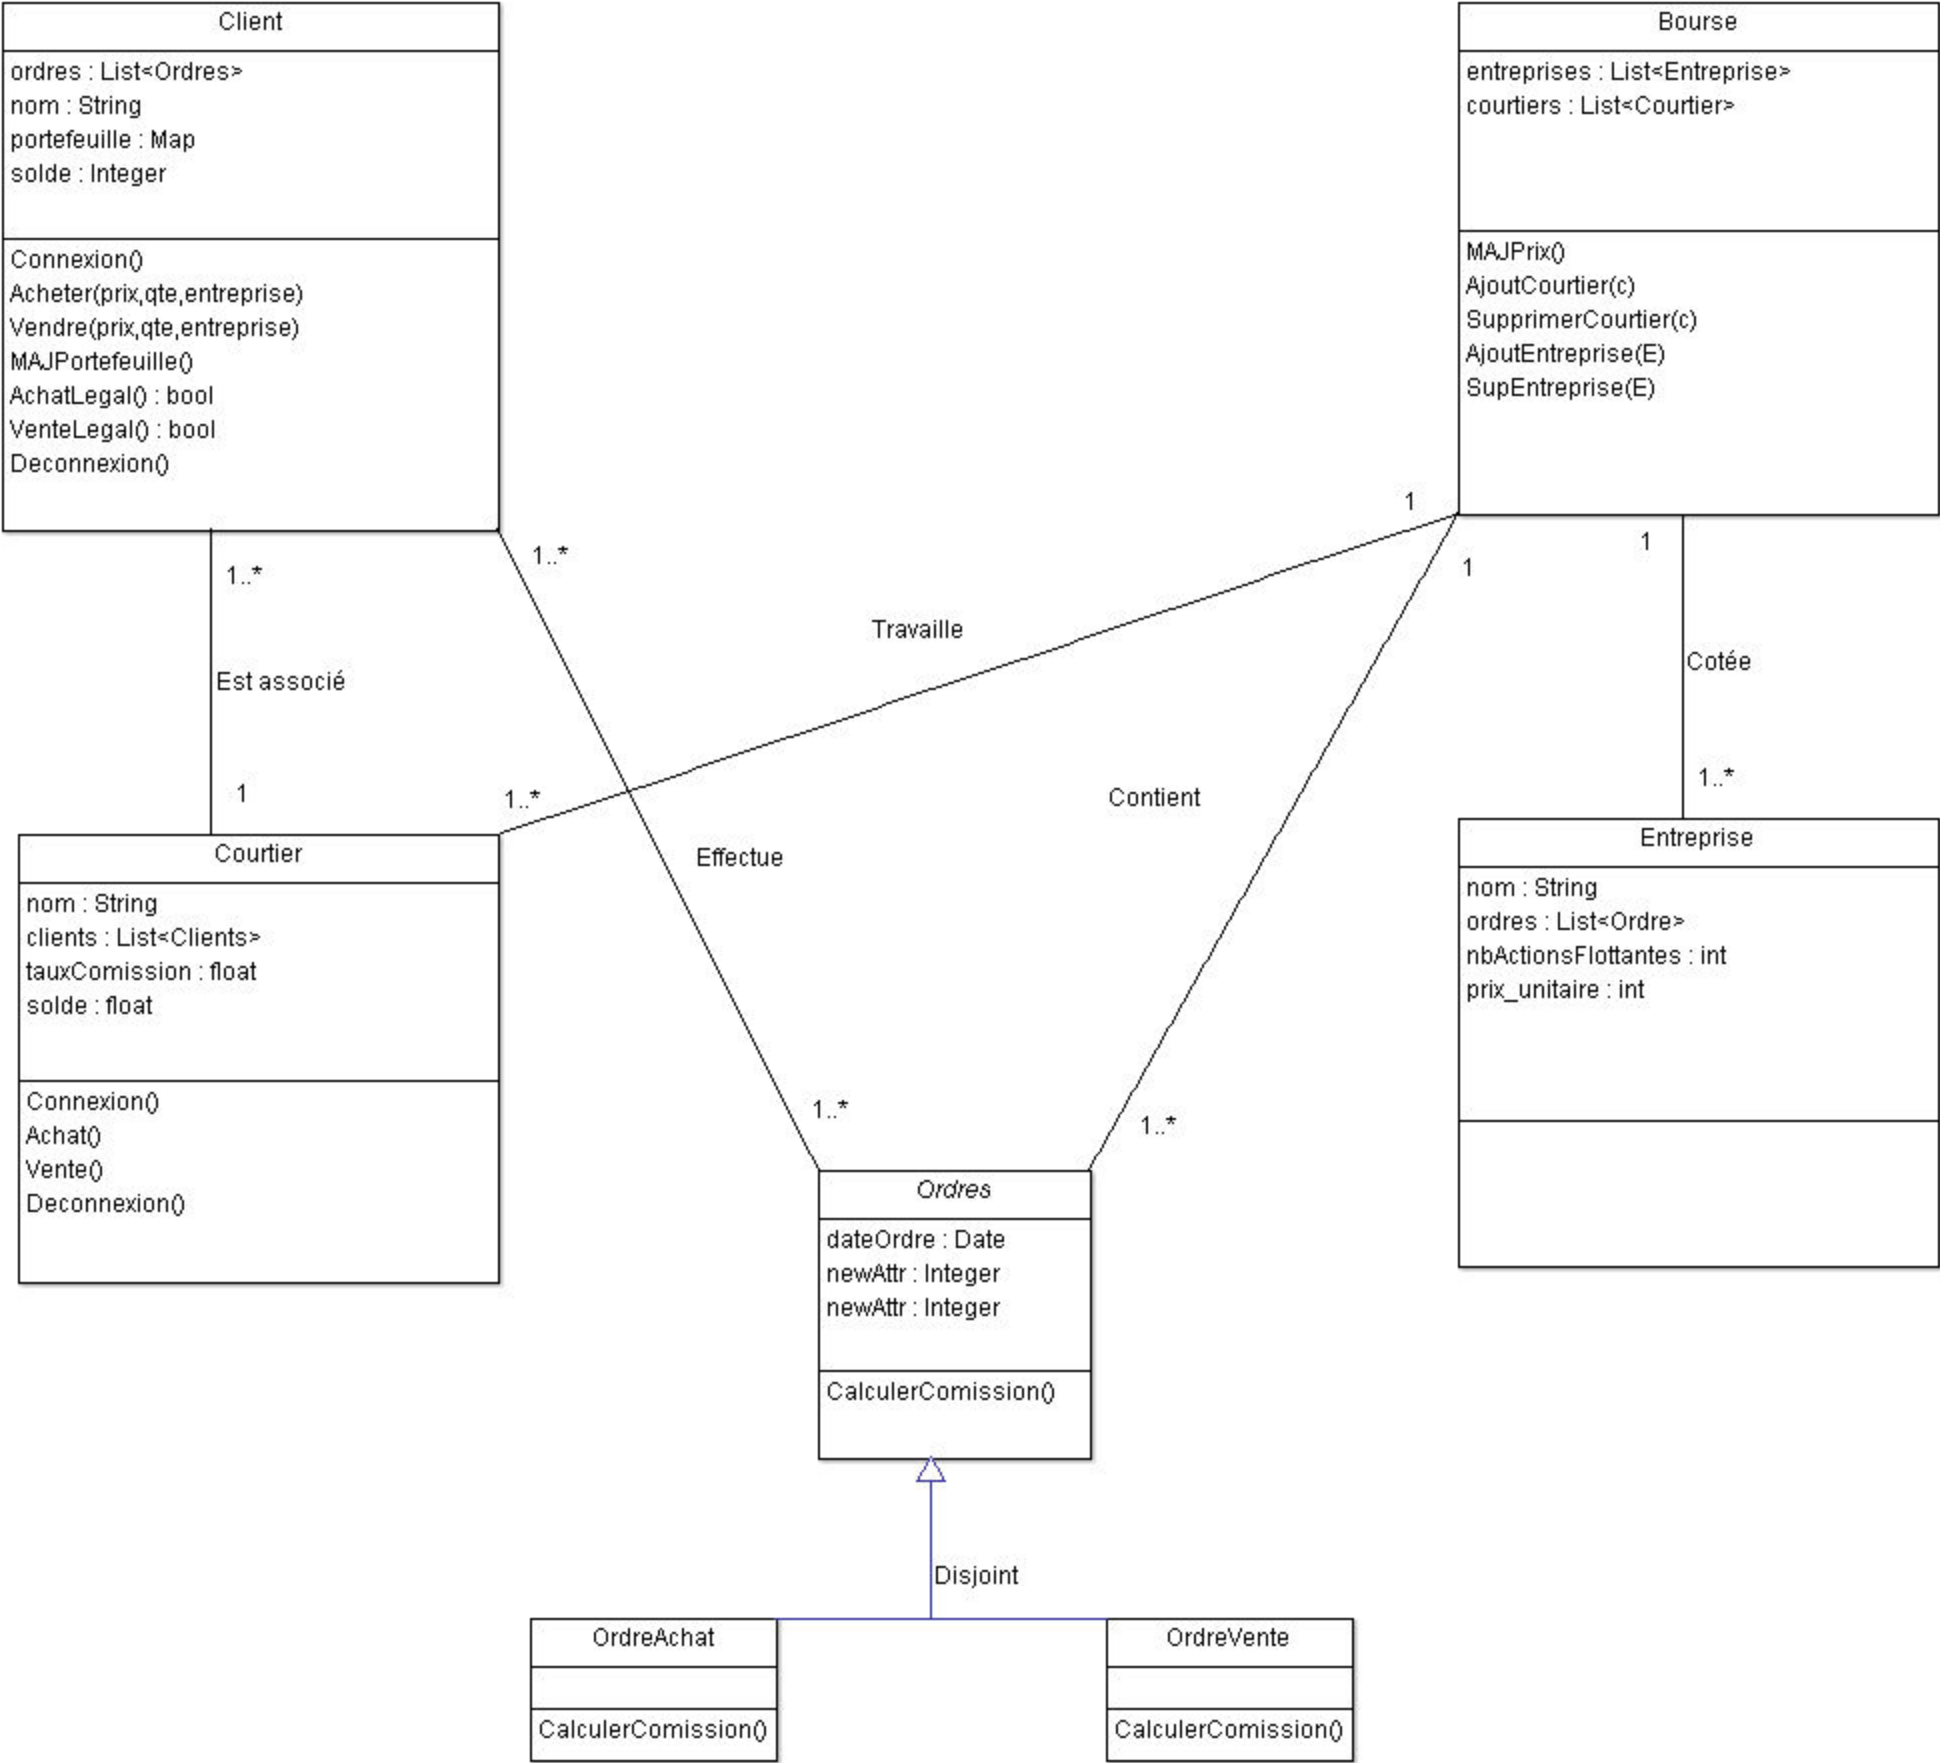 Client
ordres : List<Ordres>
nom : String
portefeuille : Map
solde : Integer
Connexion()
Acheter(prix,qte,entreprise)
Vendre(prix,qte,entreprise)
MAJPortefeuille()
AchatLegal() : bool
VenteLegal() : bool
Deconnexion()
Bourse
entreprises : List<Entreprise>
courtiers : List<Courtier>
MAJPrix()
AjoutCourtier(c)
SupprimerCourtier(c)
AjoutEntreprise(E)
SupEntreprise(E)
1
1..*
1
1
1..*
Travaille
Cotée
Est associé
1..*
1
1..*
Contient
Effectue
Courtier
nom : String
clients : List<Clients>
tauxComission : float
solde : float
Connexion()
Achat()
Vente()
Deconnexion()
Entreprise
nom : String
ordres : List<Ordre>
nbActionsFlottantes : int
prix_unitaire : int
1..*
1..*
Ordres
dateOrdre : Date
newAttr : Integer
newAttr : Integer
CalculerComission()
Disjoint
OrdreAchat
CalculerComission()
OrdreVente
CalculerComission()